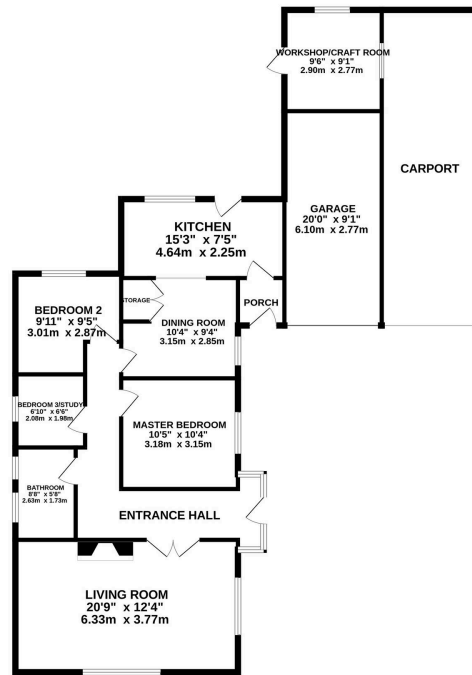 WORKSHOP/CRAFT ROOM
9'6" x 9'1"
2.90m x 2.77m
CARPORT
GARAGE
20'0" x 9'1"
6.10m x 2.77m
KITCHEN
15'3" x 7'5"
4.64m x 2.25m
BEDROOM 2
9'11" x 9'5"
3.01m x 2.87m
STORAGE
DINING ROOM
10'4" x 9'4"
3.15m x 2.85m
PORCH
BEDROOM 3/STUDY
6'10" x 6'6"
2.08m x 1.98m
MASTER BEDROOM
10'5" x 10'4"
3.18m x 3.15m
BATHROOM
8'8" x 5'8"
2.63m x 1.73m
ENTRANCE HALL
LIVING ROOM
20'9" x 12'4"
6.33m x 3.77m